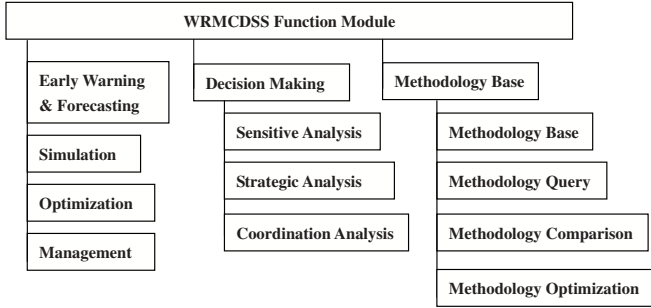 WRMCDSS Function Module
Early Warning
& Forecasting
Simulation
Optimization
Management
Decision Making
Sensitive Analysis
Strategic Analysis
Coordination Analysis
Methodology Base
Methodology Base
Methodology Query
Methodology Comparison
Methodology Optimization